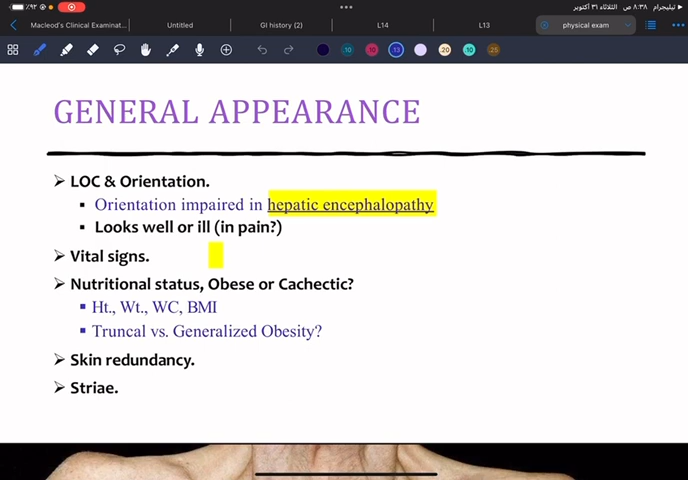 ٪٩٢
تيليجرام ٨:٣٨ ص الثلاثاء ٣١ أكتوبر
Macleod's Clinical Examinat...
Untitled
GI history (2)
L14
L13
physical exam
.10
.10
.13
.20
.10
.25
GENERAL APPEARANCE
➤ LOC & Orientation.
▪ Orientation impaired in hepatic encephalopathy
▪ Looks well or ill (in pain?)
➤ Vital signs.
➤ Nutritional status, Obese or Cachectic?
▪ Ht., Wt., WC, BMI
▪ Truncal vs. Generalized Obesity?
➤ Skin redundancy.
➤ Striae.